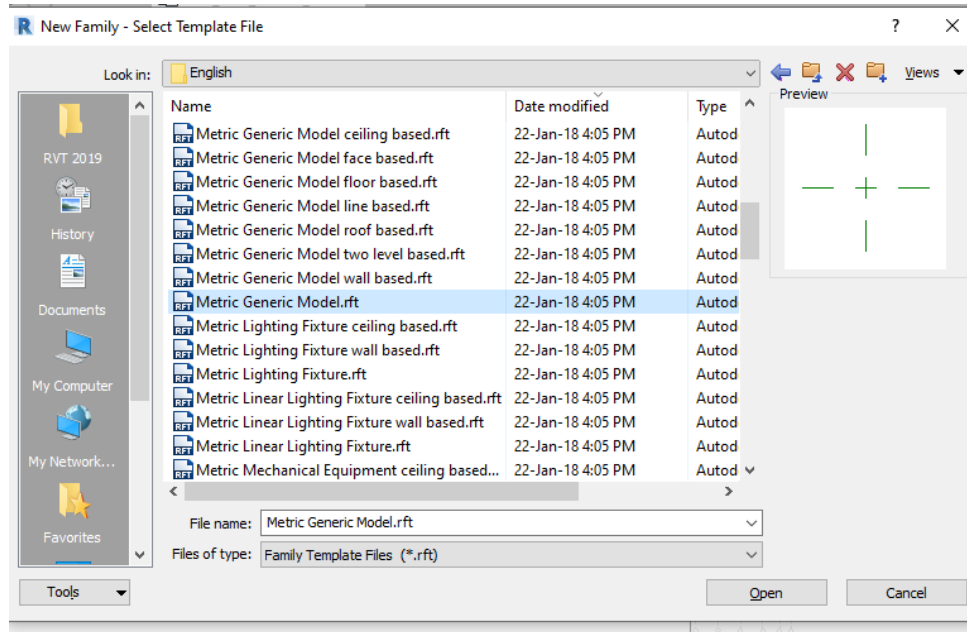 New Family - Select Template File ? X
Look in: English Views
Name Date modified Type Preview
RVT 2019
History
Documents
My Computer
My Network...
Favorites
Metric Generic Model ceiling based.rft 22-Jan-18 4:05 PM Autod
Metric Generic Model face based.rft 22-Jan-18 4:05 PM Autod
Metric Generic Model floor based.rft 22-Jan-18 4:05 PM Autod
Metric Generic Model line based.rft 22-Jan-18 4:05 PM Autod
Metric Generic Model roof based.rft 22-Jan-18 4:05 PM Autod
Metric Generic Model two level based.rft 22-Jan-18 4:05 PM Autod
Metric Generic Model wall based.rft 22-Jan-18 4:05 PM Autod
Metric Generic Model.rft 22-Jan-18 4:05 PM Autod
Metric Lighting Fixture ceiling based.rft 22-Jan-18 4:05 PM Autod
Metric Lighting Fixture wall based.rft 22-Jan-18 4:05 PM Autod
Metric Lighting Fixture.rft 22-Jan-18 4:05 PM Autod
Metric Linear Lighting Fixture ceiling based.rft 22-Jan-18 4:05 PM Autod
Metric Linear Lighting Fixture wall based.rft 22-Jan-18 4:05 PM Autod
Metric Linear Lighting Fixture.rft 22-Jan-18 4:05 PM Autod
Metric Mechanical Equipment ceiling based... 22-Jan-18 4:05 PM Autod
File name: Metric Generic Model.rft
Files of type: Family Template Files (*.rft)
Tools Open Cancel